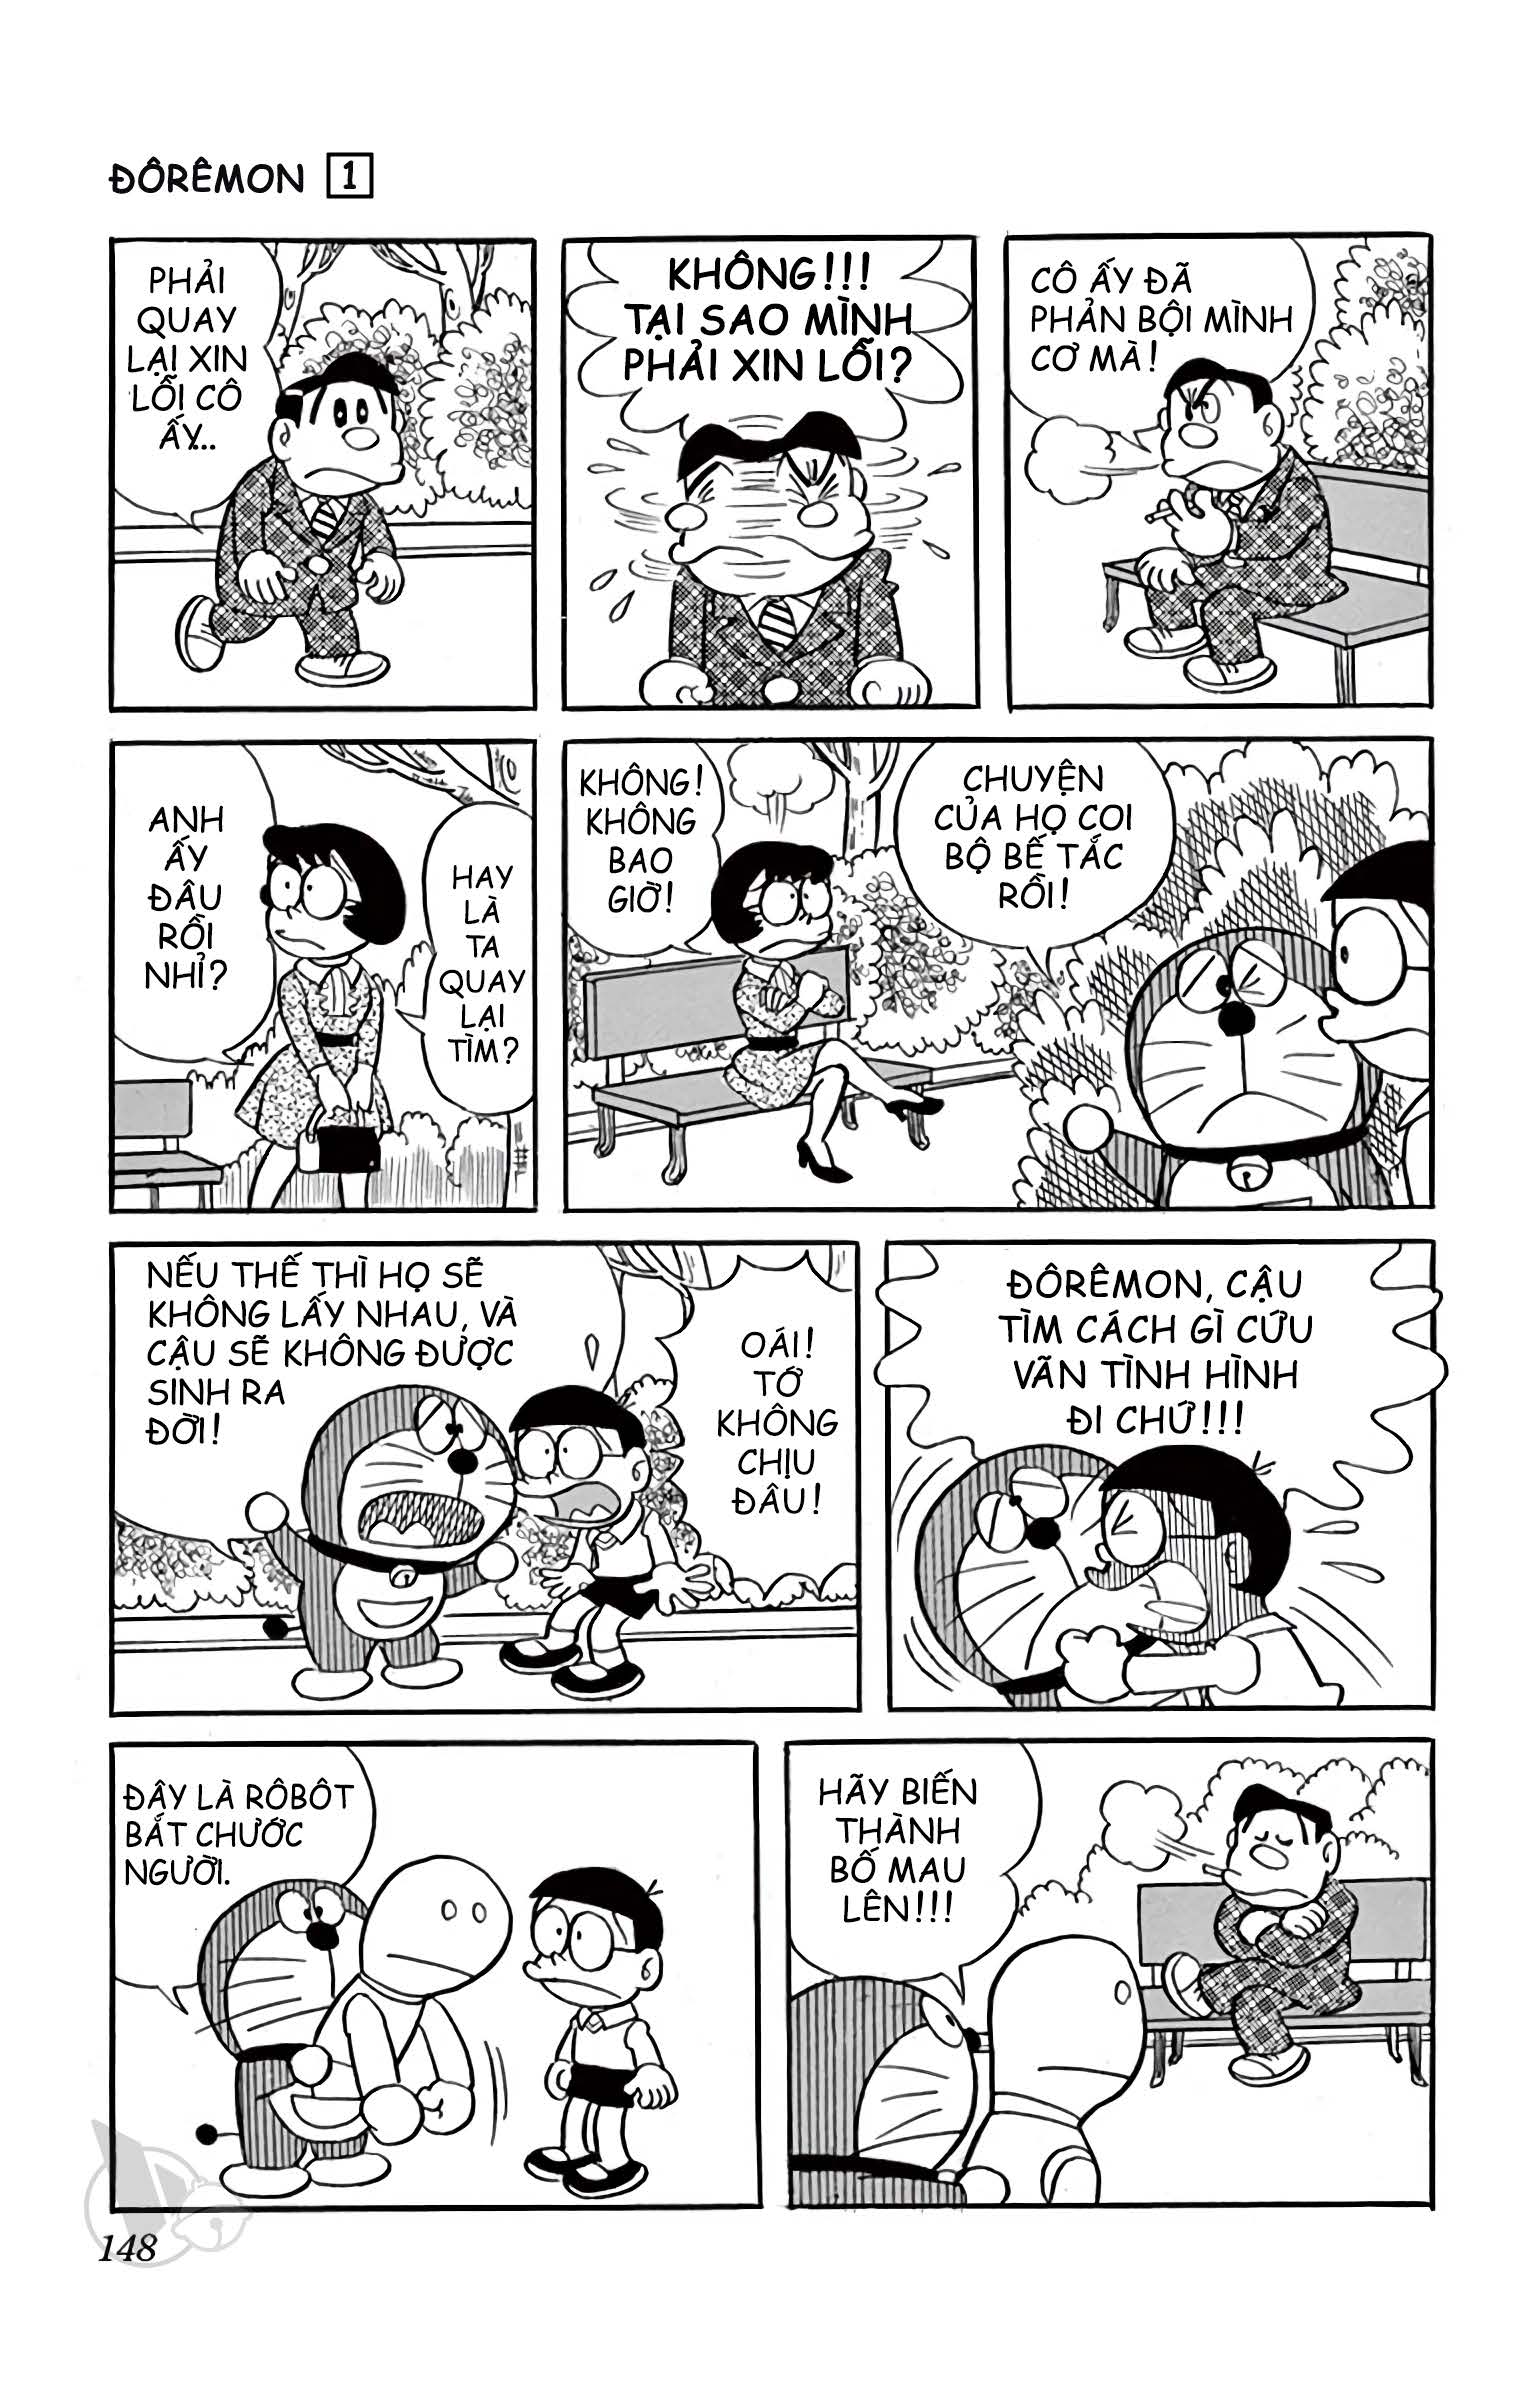 ĐÔRÊMON 1
PHẢI
QUAY
LẠI XIN
LỖI CÔ
ẤY...
KHÔNG!!!
TẠI SAO MÌNH
PHẢI XIN LỖI?
CÔ ẤY ĐÃ
PHẢN BỘI MÌNH
CƠ MÀ!
ANH
ẤY
ĐÂU
RỒI
NHỈ?
HAY
LÀ
TA
QUAY
LẠI
TÌM?
KHÔNG!
KHÔNG
BAO
GIỜ!
CHUYỆN
CỦA HỌ COI
BỘ BẾ TẮC
RỒI!
NẾU THẾ THÌ HỌ SẼ
KHÔNG LẤY NHAU, VÀ
CẬU SẼ KHÔNG ĐƯỢC
SINH RA
ĐỜI!
OÁI!
TỚ
KHÔNG
CHỊU
ĐÂU!
ĐÔRÊMON, CẬU
TÌM CÁCH GÌ CỨU
VÃN TÌNH HÌNH
ĐI CHỨ!!!
ĐÂY LÀ RÔBÔT
BẮT CHƯỚC
NGƯỜI.
HÃY BIẾN
THÀNH
BỐ MAU
LÊN!!!
148